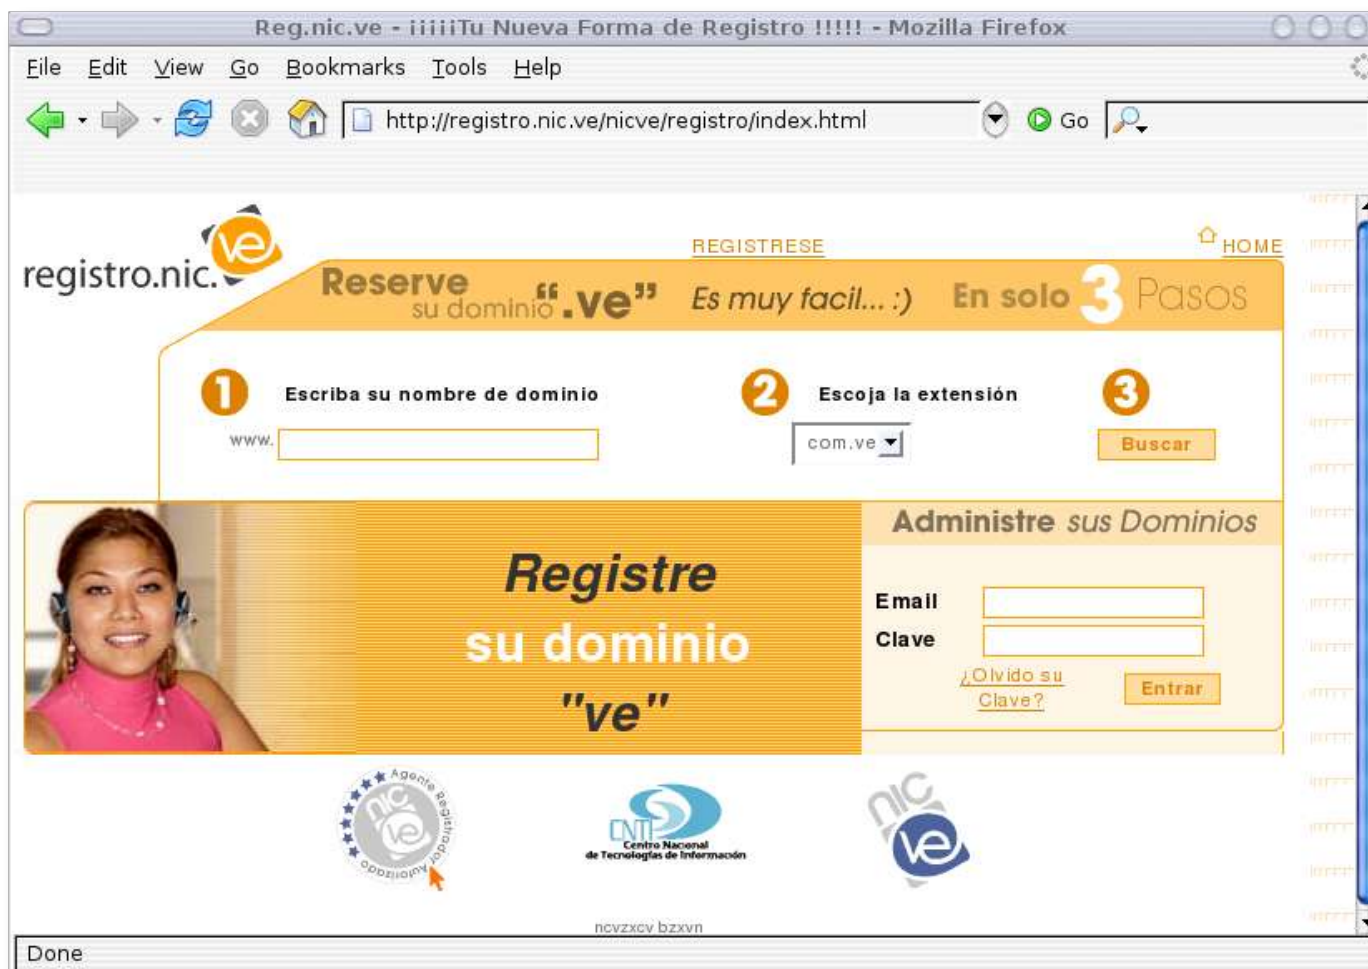 Reg.nic.ve - ¡¡¡¡¡Tu Nueva Forma de Registro !!!!! - Mozilla Firefox
File Edit View Go Bookmarks Tools Help
http://registro.nic.ve/nicve/registro/index.html Go
registro.nic.ve
REGISTRESE HOME
Reserve su dominio “.ve” Es muy facil... :) En solo 3 Pasos
1 Escriba su nombre de dominio 2 Escoja la extensión 3
www. com.ve Buscar
Administre sus Dominios
Registre
su dominio
"ve"
Email
Clave
¿Olvido su
Clave?
Entrar
nic ve Agente Registrador Autorizado
CNTI
Centro Nacional
de Tecnologías de Información
nic ve
ncvzxcv bzxvn
Done